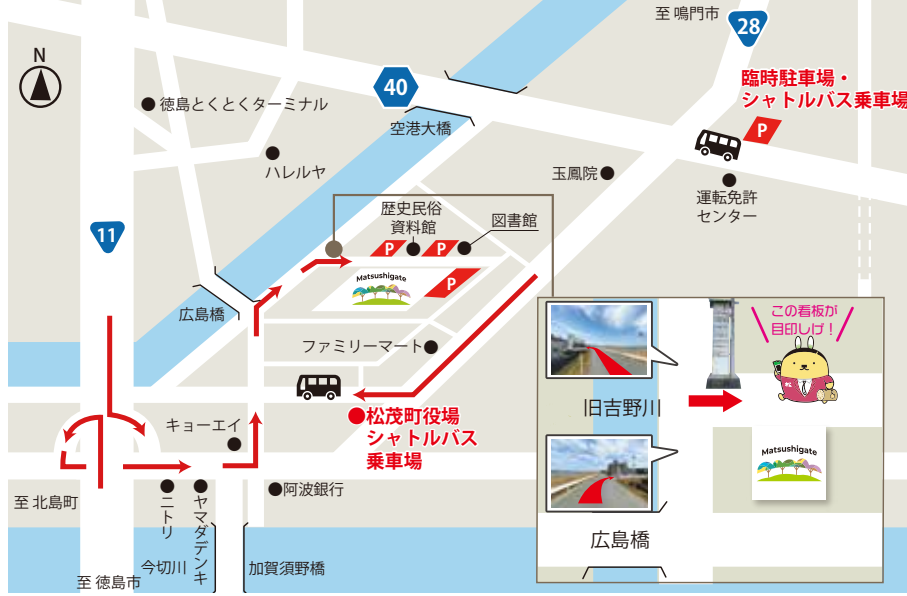 至 鳴門市
28
N
40
臨時駐車場・
シャトルバス乗車場
P
徳島とくとくターミナル
空港大橋
ハレルヤ
玉鳳院
運転免許
センター
歴史民俗
資料館
図書館
P
P
11
Matsushigate
P
広島橋
この看板が
目印しげ！
ファミリーマート
旧吉野川
松茂町役場
シャトルバス
乗車場
キョーエイ
Matsushigate
至 北島町
ニトリ
ヤマダデンキ
阿波銀行
広島橋
今切川
加賀須野橋
至 徳島市